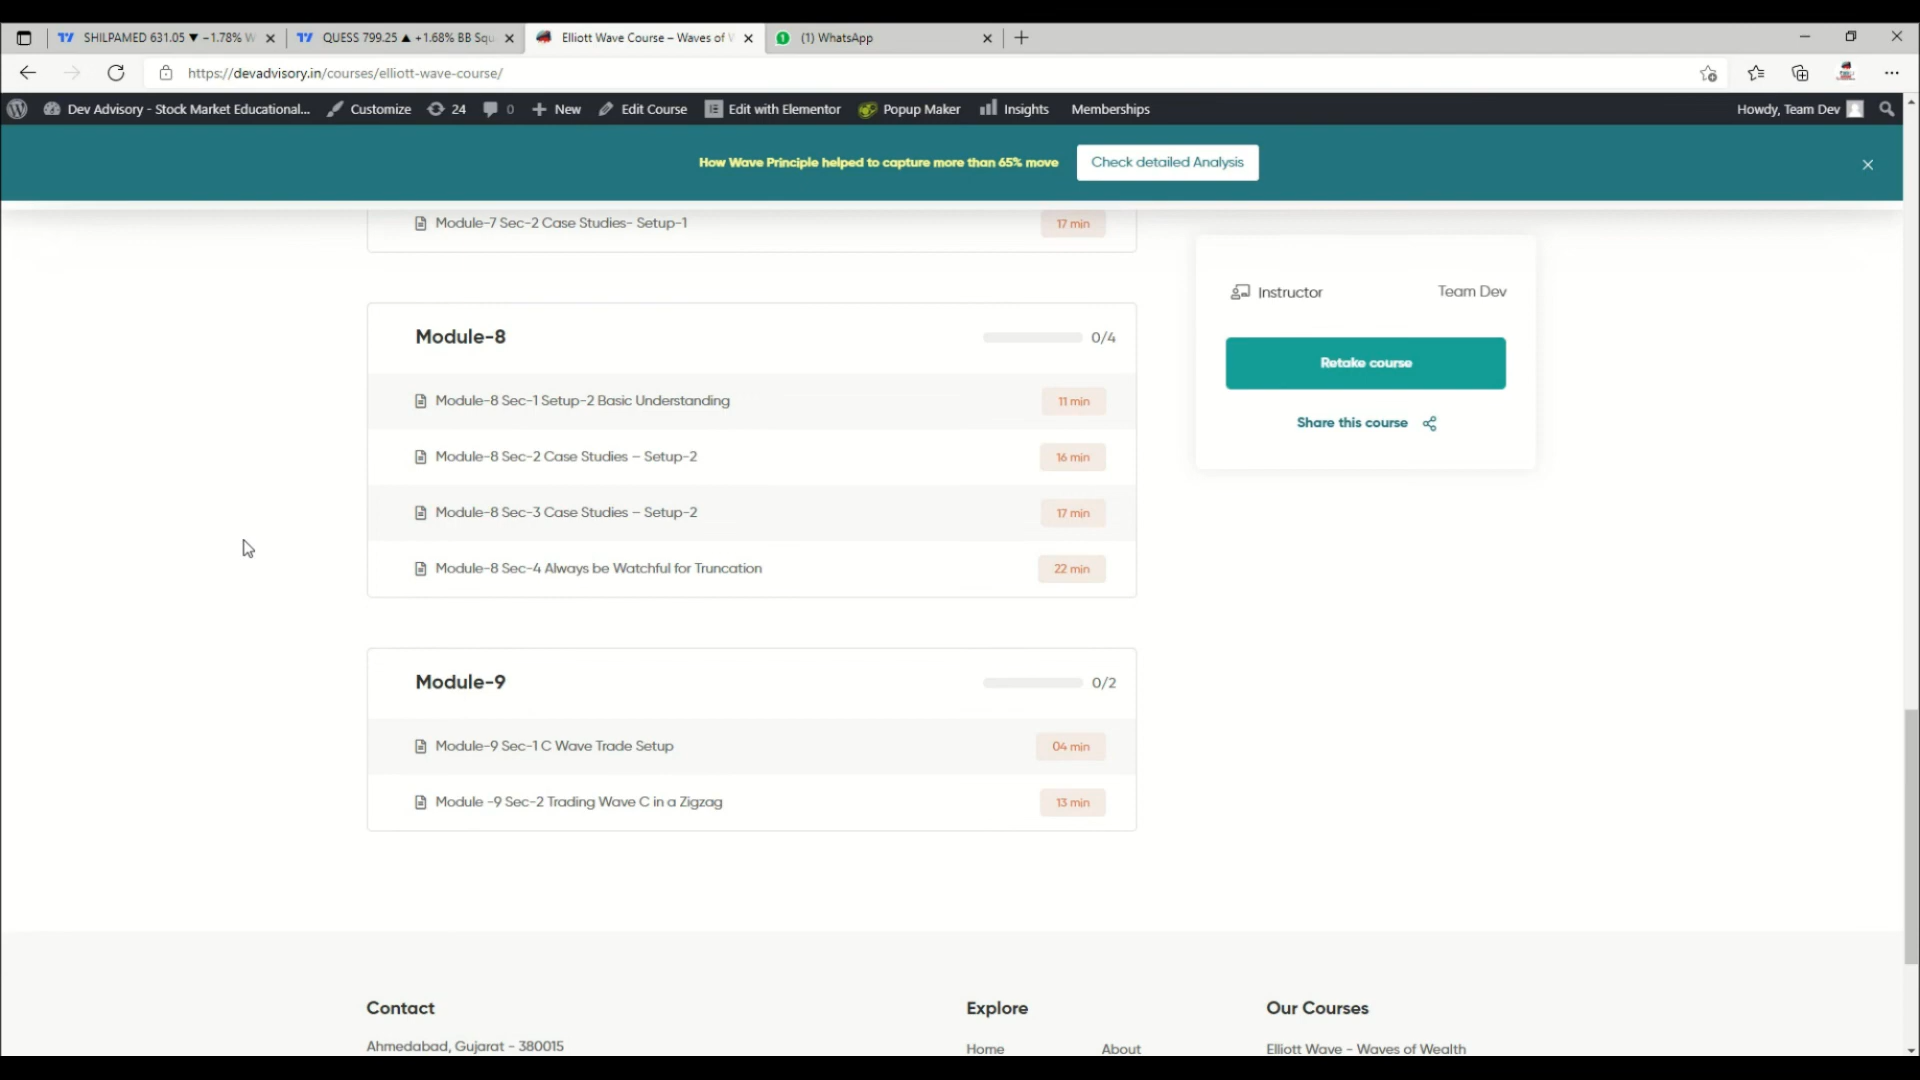 SHILPAMED 631.05 ▼ −1.78% W
QUESS 799.25 ▲ +1.68% BB Squ
Elliott Wave Course – Waves of W
(1) WhatsApp
https://devadvisory.in/courses/elliott-wave-course/
Dev Advisory - Stock Market Educational...
Customize
24
0
New
Edit Course
Edit with Elementor
Popup Maker
Insights
Memberships
Howdy, Team Dev
How Wave Principle helped to capture more than 65% move
Check detailed Analysis
Module-7 Sec-2 Case Studies- Setup-1
17 min
Module-8
0/4
Module-8 Sec-1 Setup-2 Basic Understanding
11 min
Module-8 Sec-2 Case Studies – Setup-2
16 min
Module-8 Sec-3 Case Studies – Setup-2
17 min
Module-8 Sec-4 Always be Watchful for Truncation
22 min
Module-9
0/2
Module-9 Sec-1 C Wave Trade Setup
04 min
Module -9 Sec-2 Trading Wave C in a Zigzag
13 min
Instructor
Team Dev
Retake course
Share this course
Contact
Ahmedabad, Gujarat - 380015
Explore
Home
About
Our Courses
Elliott Wave - Waves of Wealth